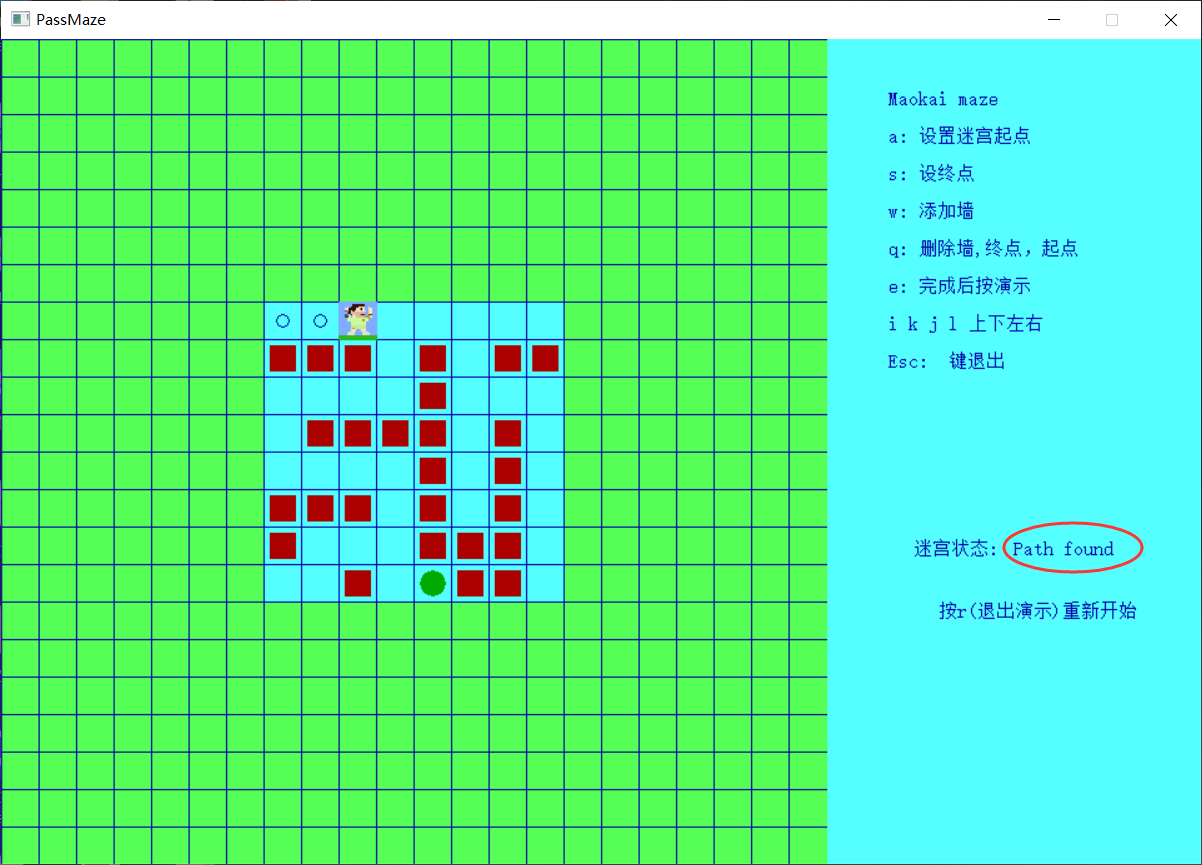 PassMaze
Maokai maze
a: 设置迷宫起点
s: 设终点
w: 添加墙
q: 删除墙,终点，起点
e: 完成后按演示
i k j l 上下左右
Esc:  键退出
迷宫状态: Path found
按r(退出演示)重新开始